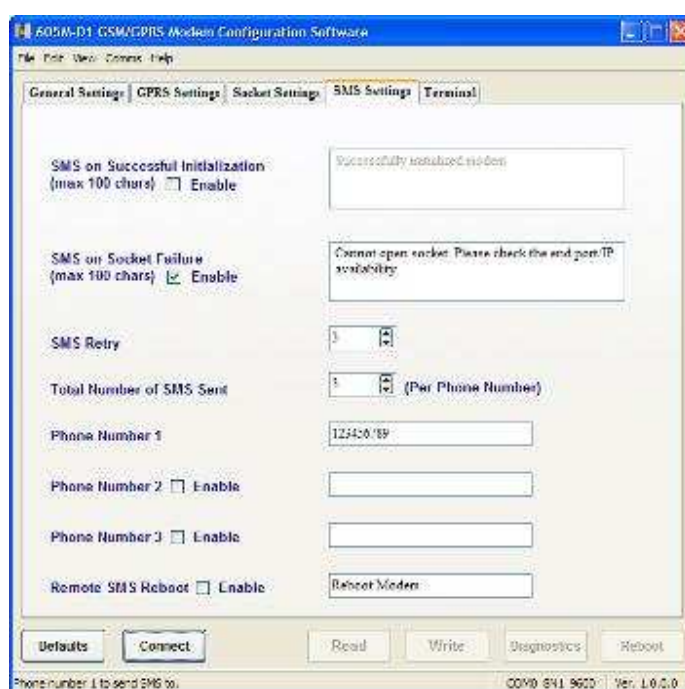 605M-D1 GSM/GPRS Modem Configuration Software
File Edit View Comms Help
General Settings GPRS Settings Socket Settings SMS Settings Terminal
SMS on Successful Initialization
(max 100 chars) Enable
Successfully initialized modem
SMS on Socket Failure
(max 100 chars) Enable
Cannot open socket. Please check the end port/IP
availability
SMS Retry 3
Total Number of SMS Sent 3 (Per Phone Number)
Phone Number 1 123456789
Phone Number 2 Enable
Phone Number 3 Enable
Remote SMS Reboot Enable Reboot Modem
Defaults Connect Read Write Diagnostics Reboot
Phone number 1 to send SMS to. 8N1 9600 Ver. 1.0.0.0